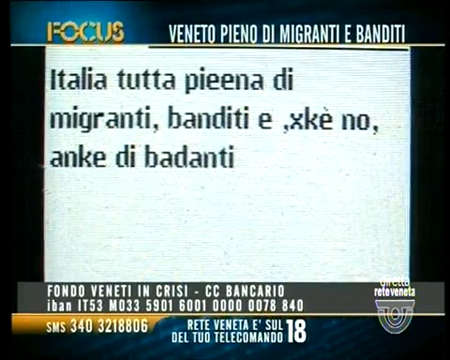 FOCUS
VENETO PIENO DI MIGRANTI E BANDITI
Italia tutta pieena di
migranti, banditi e ,xkè no,
anke di badanti
FONDO VENETI IN CRISI - CC BANCARIO
iban IT53 M033 5901 6001 0000 0078 840
diretta
reteveneta
SMS 340 3218806
RETE VENETA E' SUL
DEL TUO TELECOMANDO 18